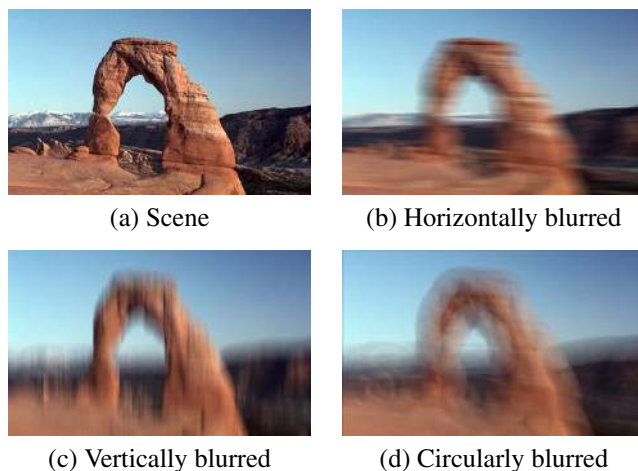 (a) Scene
(b) Horizontally blurred
(c) Vertically blurred
(d) Circularly blurred